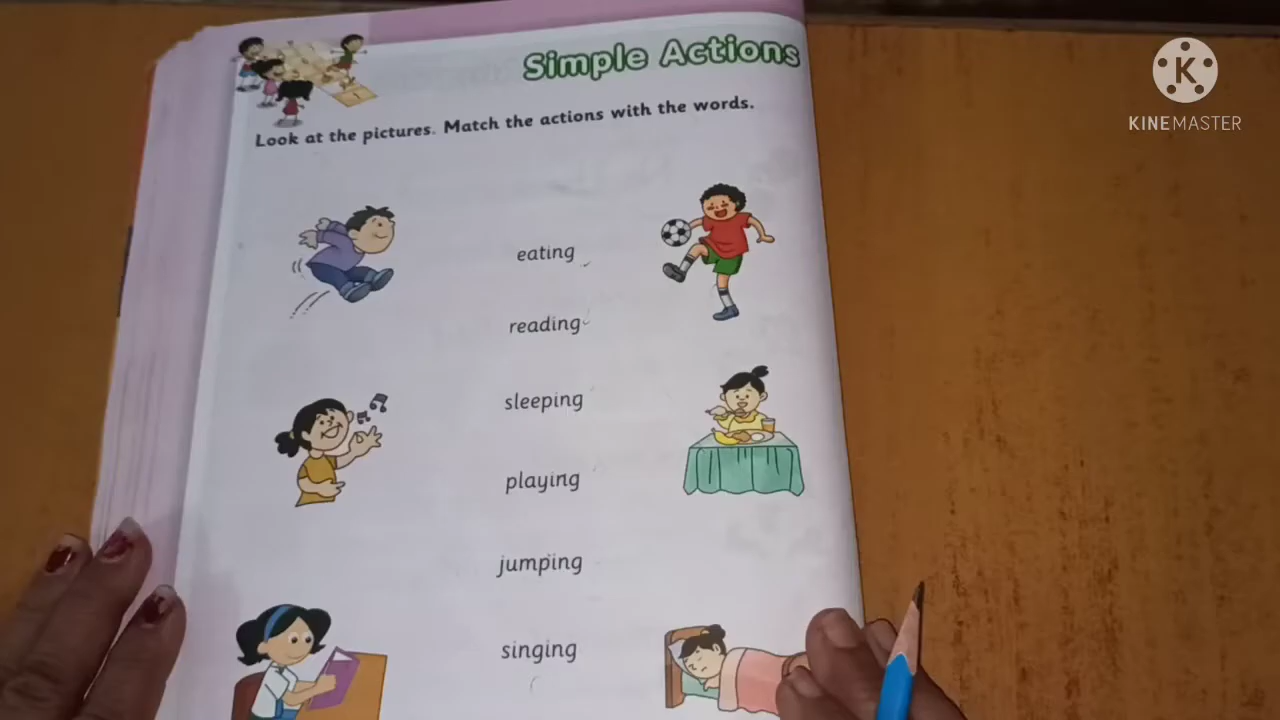 Simple Actions
Look at the pictures. Match the actions with the words.
eating
reading
sleeping
playing
jumping
singing
K
KINEMASTER